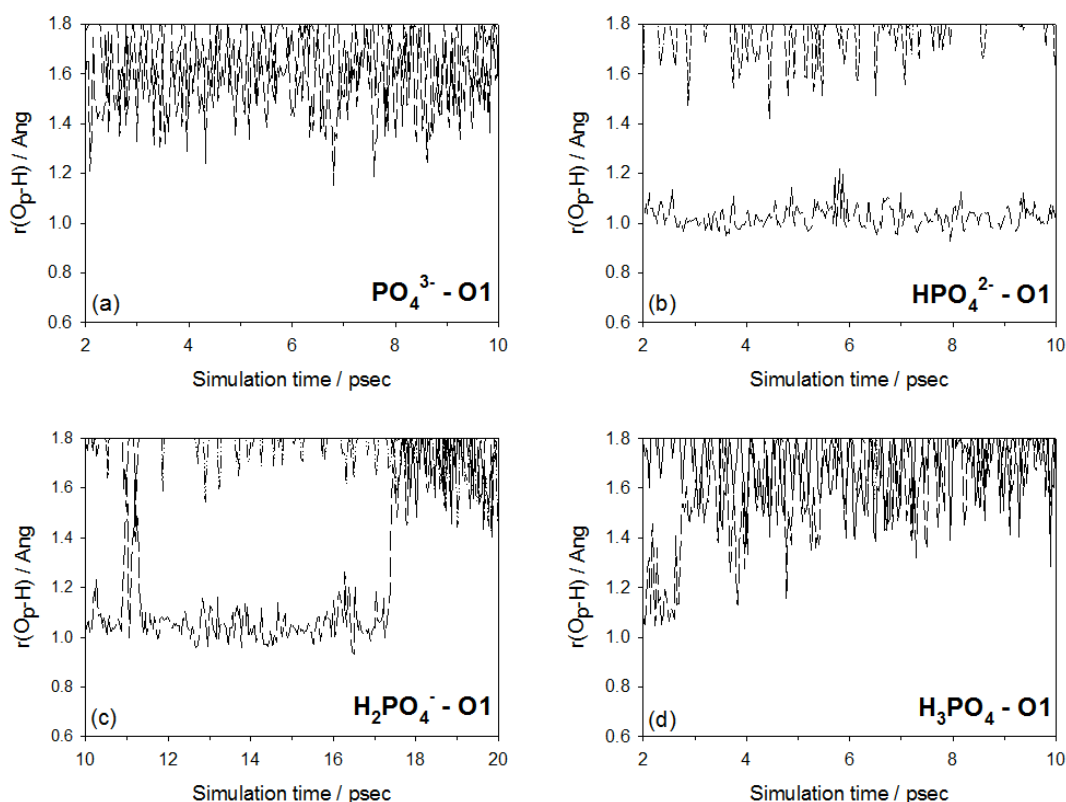 1.8
1.6
1.4
1.2
1.0
0.8
0.6
r(Op-H) / Ang
(a)
PO4 3- - O1
2 4 6 8 10
Simulation time / psec
1.8
1.6
1.4
1.2
1.0
0.8
0.6
r(Op-H) / Ang
(b)
HPO4 2- - O1
2 4 6 8 10
Simulation time / psec
1.8
1.6
1.4
1.2
1.0
0.8
0.6
r(Op-H) / Ang
(c)
H2PO4 - - O1
10 12 14 16 18 20
Simulation time / psec
1.8
1.6
1.4
1.2
1.0
0.8
0.6
r(Op-H) / Ang
(d)
H3PO4 - O1
2 4 6 8 10
Simulation time / psec